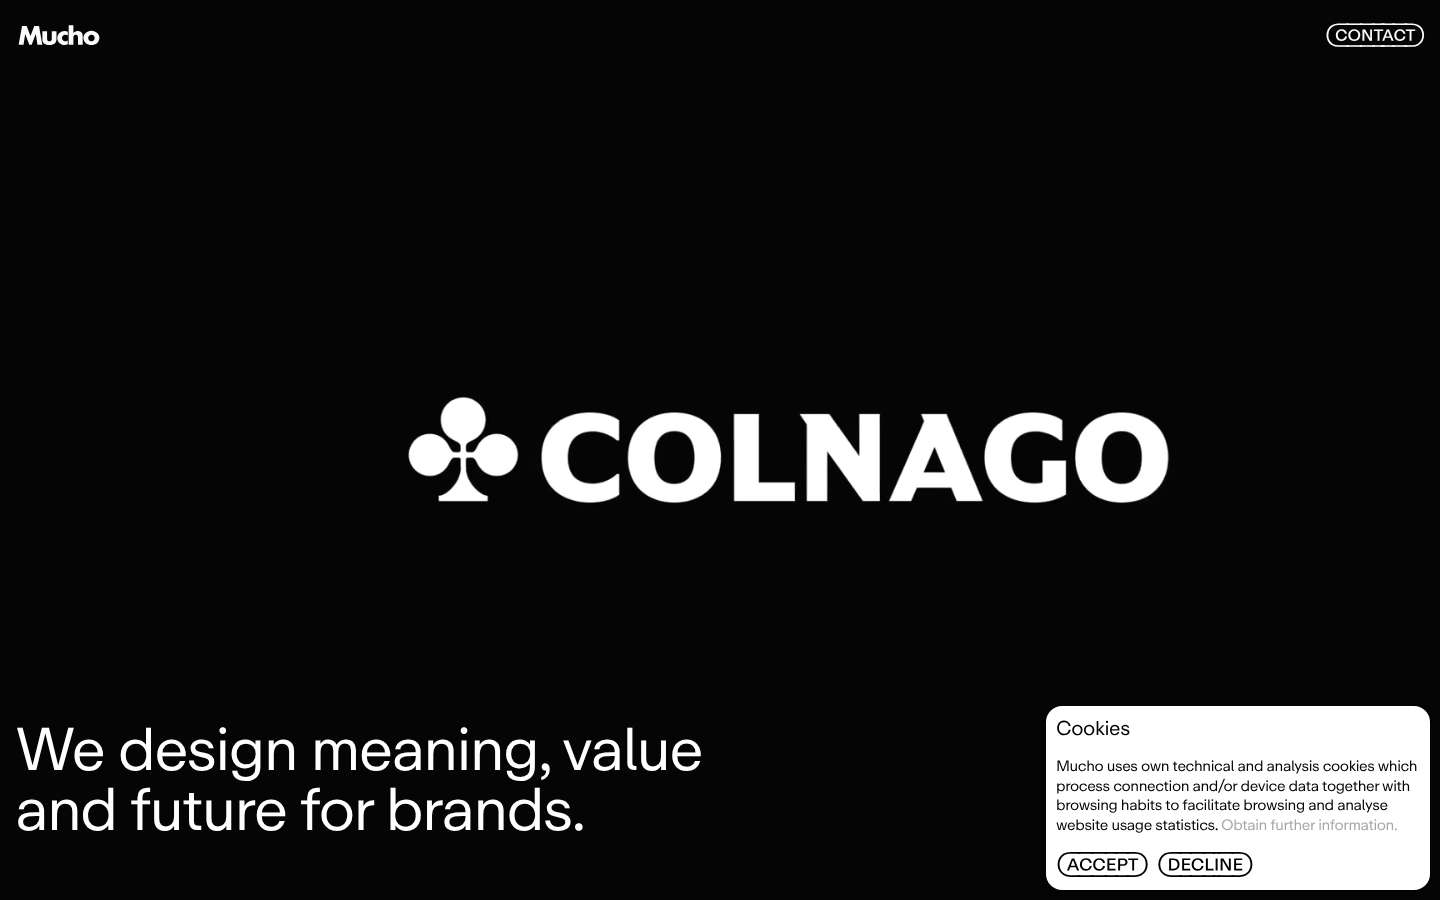 Mucho
CONTACT
COLNAGO
We design meaning, value
and future for brands.
Cookies
Mucho uses own technical and analysis cookies which
process connection and/or device data together with
browsing habits to facilitate browsing and analyse
website usage statistics. Obtain further information.
ACCEPT
DECLINE